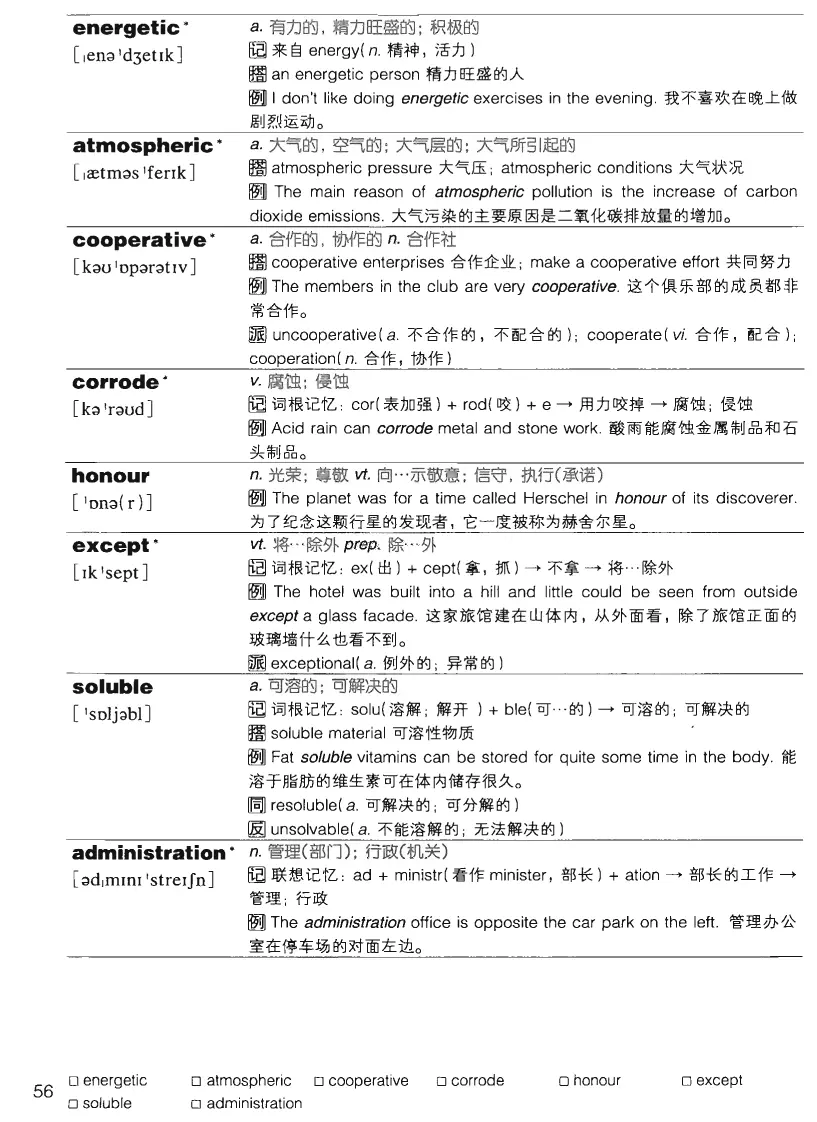 energetic* a. 有力的，精力旺盛的；积极的
[ˌenəˈdʒetɪk] [记] 来自 energy(n. 精神，活力)
[搭] an energetic person 精力旺盛的人
[例] I don't like doing energetic exercises in the evening. 我不喜欢在晚上做
剧烈运动。
atmospheric* a. 大气的，空气的；大气层的；大气所引起的
[ˌætməsˈferɪk] [搭] atmospheric pressure 大气压；atmospheric conditions 大气状况
[例] The main reason of atmospheric pollution is the increase of carbon
dioxide emissions. 大气污染的主要原因是二氧化碳排放量的增加。
cooperative* a. 合作的，协作的 n. 合作社
[kəʊˈɒpərətɪv] [搭] cooperative enterprises 合作企业；make a cooperative effort 共同努力
[例] The members in the club are very cooperative. 这个俱乐部的成员都非
常合作。
[派] uncooperative(a. 不合作的，不配合的)；cooperate(vi. 合作，配合)；
cooperation(n. 合作，协作)
corrode* v. 腐蚀；侵蚀
[kəˈrəʊd] [记] 词根记忆：cor(表加强) + rod(咬) + e → 用力咬掉 → 腐蚀；侵蚀
[例] Acid rain can corrode metal and stone work. 酸雨能腐蚀金属制品和石
头制品。
honour n. 光荣；尊敬 vt. 向…示敬意；信守，执行(承诺)
[ˈɒnə(r)] [例] The planet was for a time called Herschel in honour of its discoverer.
为了纪念这颗行星的发现者，它一度被称为赫舍尔星。
except* vt. 将…除外 prep. 除…外
[ɪkˈsept] [记] 词根记忆：ex(出) + cept(拿，抓) → 不拿 → 将…除外
[例] The hotel was built into a hill and little could be seen from outside
except a glass facade. 这家旅馆建在山体内，从外面看，除了旅馆正面的
玻璃墙什么也看不到。
[派] exceptional(a. 例外的；异常的)
soluble a. 可溶的；可解决的
[ˈsɒljəbl] [记] 词根记忆：solu(溶解；解开 ) + ble(可…的) → 可溶的；可解决的
[搭] soluble material 可溶性物质
[例] Fat soluble vitamins can be stored for quite some time in the body. 能
溶于脂肪的维生素可在体内储存很久。
[同] resoluble(a. 可解决的；可分解的)
[反] unsolvable(a. 不能溶解的；无法解决的)
administration* n. 管理(部门)；行政(机关)
[ədˌmɪnɪˈstreɪʃn] [记] 联想记忆：ad + ministr(看作 minister，部长) + ation → 部长的工作 →
管理；行政
[例] The administration office is opposite the car park on the left. 管理办公
室在停车场的对面左边。
□ energetic □ atmospheric □ cooperative □ corrode □ honour □ except
56
□ soluble □ administration